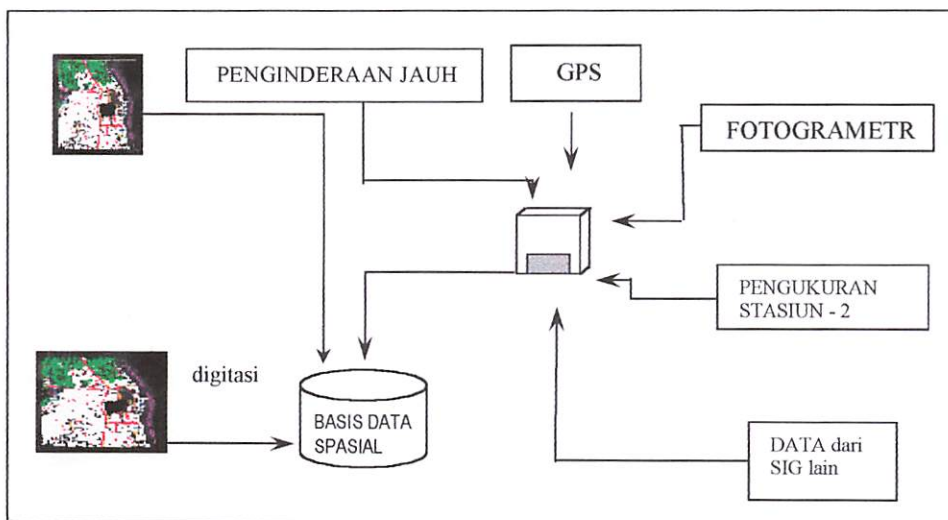 PENGINDERAAN JAUH
GPS
FOTOGRAMETR
PENGUKURAN
STASIUN - 2
digitasi
BASIS DATA
SPASIAL
DATA dari
SIG lain